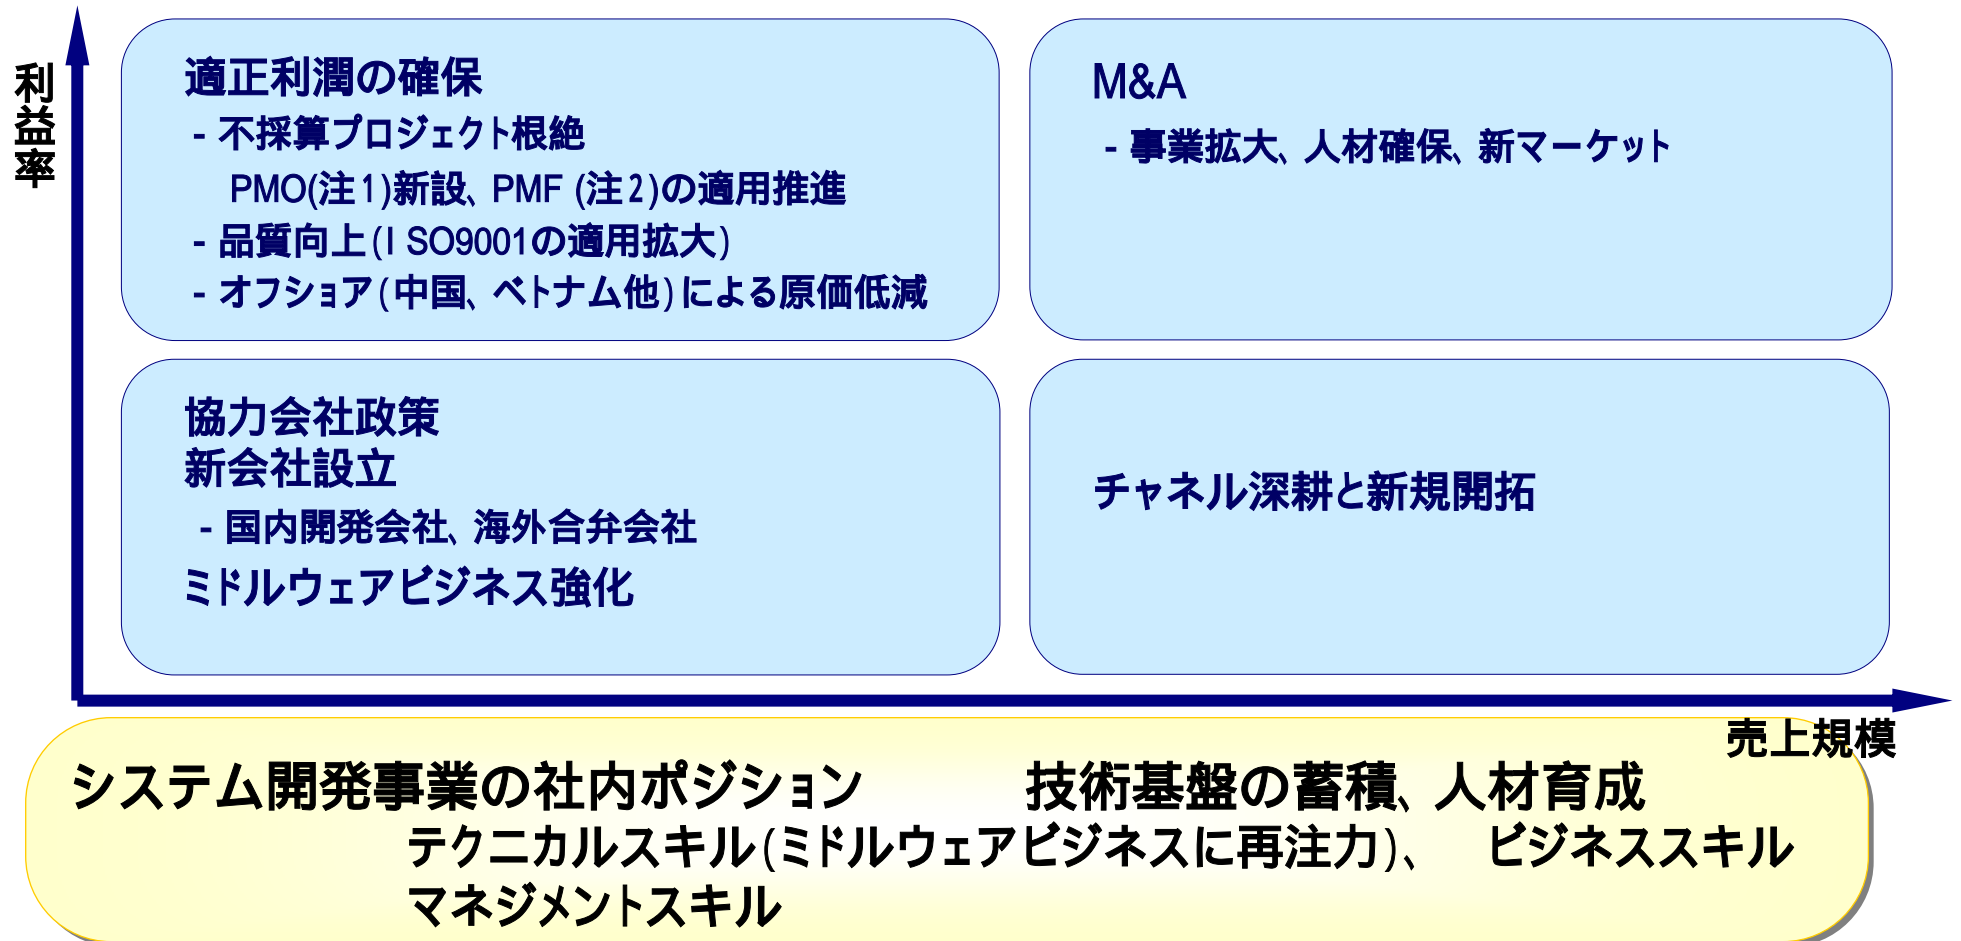 利益率
適正利潤の確保
- 不採算プロジェクト根絶
PMO(注1)新設、PMF (注2)の適用推進
- 品質向上(ISO9001の適用拡大)
- オフショア(中国、ベトナム他)による原価低減
M&A
- 事業拡大、人材確保、新マーケット
協力会社政策
新会社設立
- 国内開発会社、海外合弁会社
ミドルウェアビジネス強化
チャネル深耕と新規開拓
売上規模
システム開発事業の社内ポジション 技術基盤の蓄積、人材育成
テクニカルスキル(ミドルウェアビジネスに再注力)、 ビジネススキル
マネジメントスキル